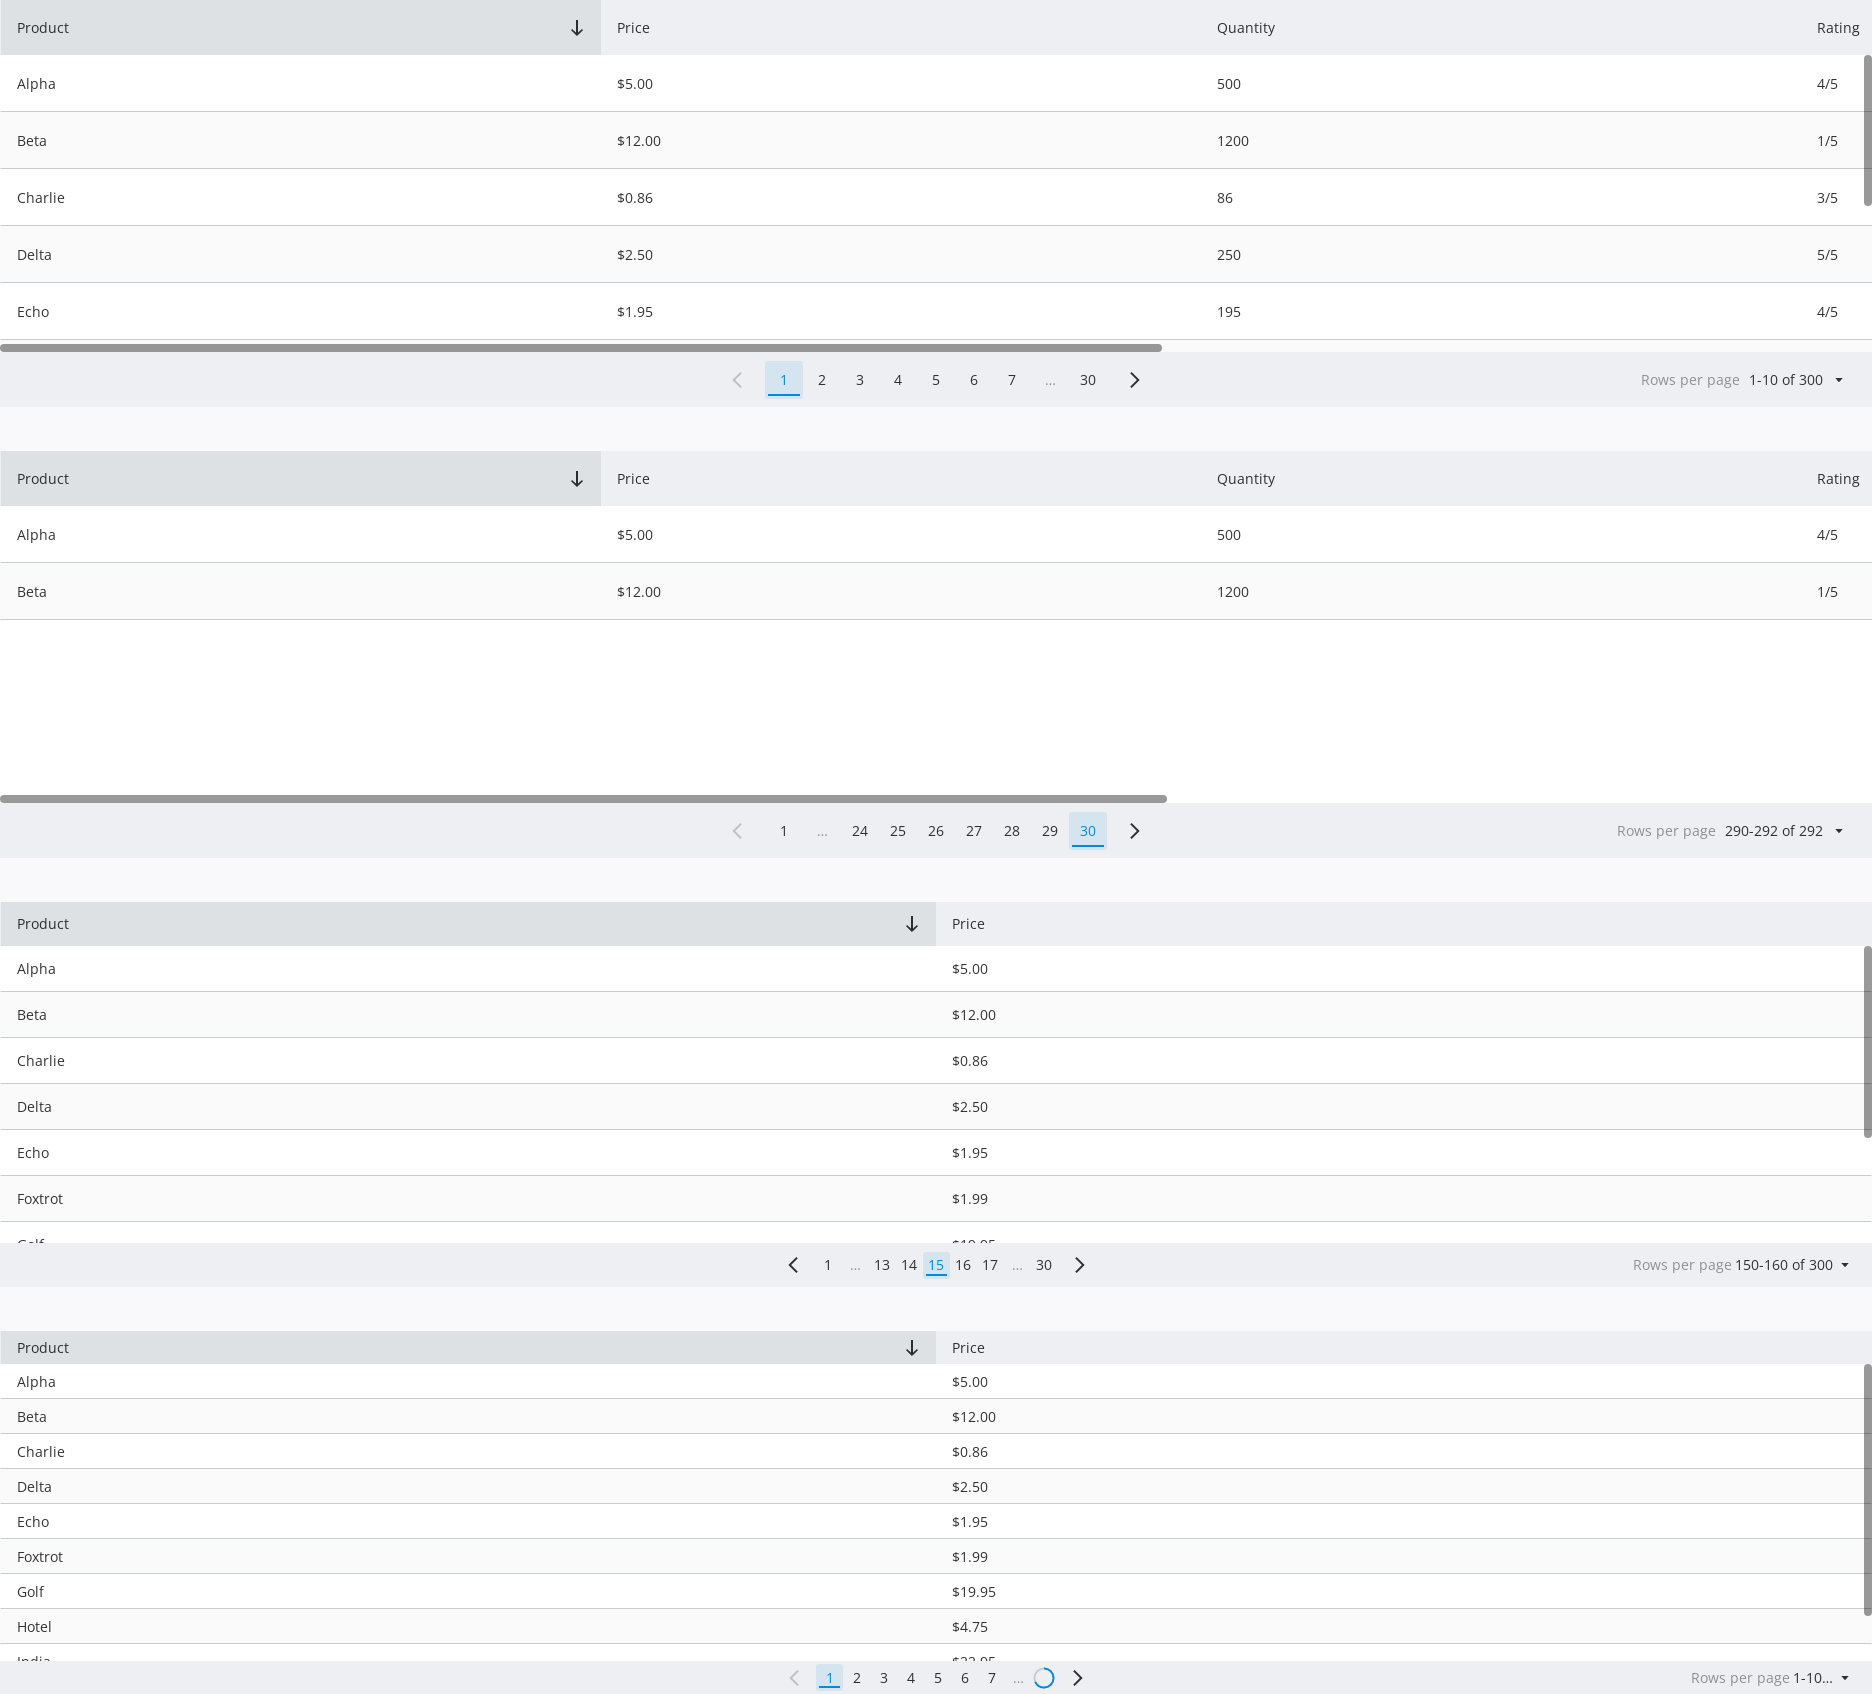 Product Price Quantity Rating
Alpha $5.00 500 4/5
Beta $12.00 1200 1/5
Charlie $0.86 86 3/5
Delta $2.50 250 5/5
Echo $1.95 195 4/5
1 2 3 4 5 6 7 ... 30 Rows per page 1-10 of 300
Product Price Quantity Rating
Alpha $5.00 500 4/5
Beta $12.00 1200 1/5
1 ... 24 25 26 27 28 29 30 Rows per page 290-292 of 292
Product Price
Alpha $5.00
Beta $12.00
Charlie $0.86
Delta $2.50
Echo $1.95
Foxtrot $1.99
Golf $19.95
1 ... 13 14 15 16 17 ... 30 Rows per page 150-160 of 300
Product Price
Alpha $5.00
Beta $12.00
Charlie $0.86
Delta $2.50
Echo $1.95
Foxtrot $1.99
Golf $19.95
Hotel $4.75
India
1 2 3 4 5 6 7 ... Rows per page 1-10...